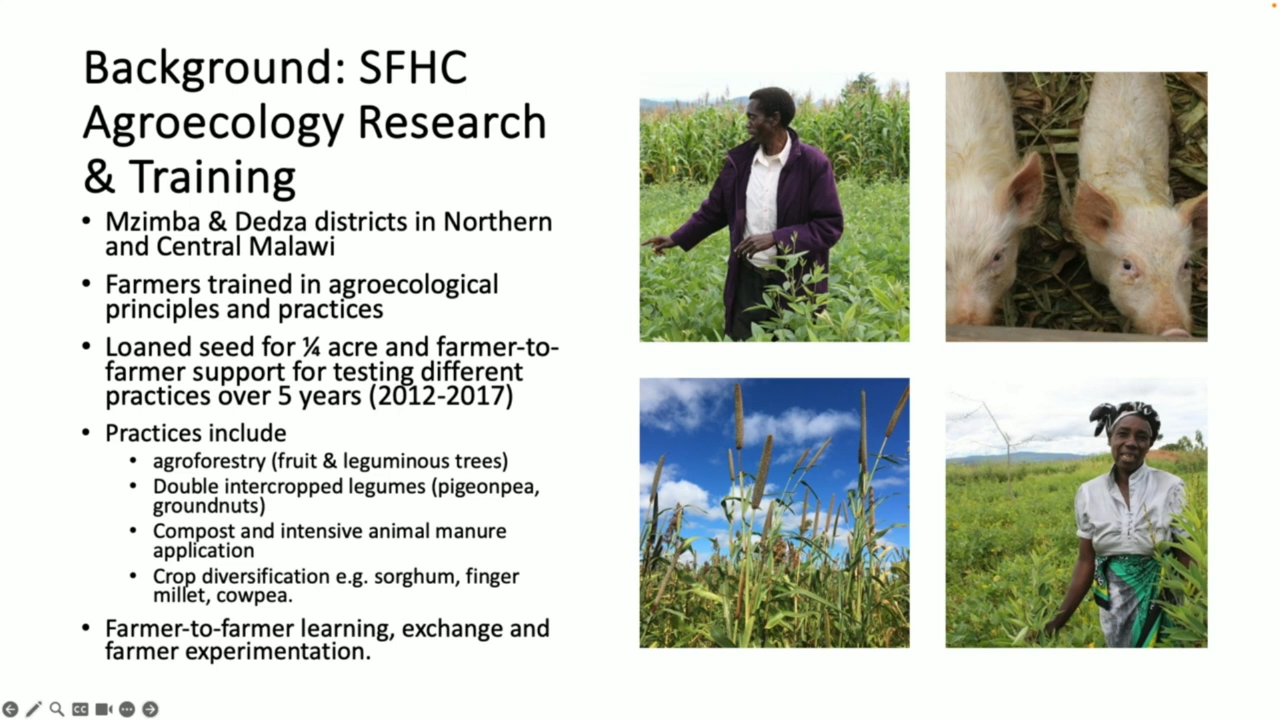 Background: SFHC
Agroecology Research
& Training
• Mzimba & Dedza districts in Northern
and Central Malawi
• Farmers trained in agroecological
principles and practices
• Loaned seed for ¼ acre and farmer-to-
farmer support for testing different
practices over 5 years (2012-2017)
• Practices include
• agroforestry (fruit & leguminous trees)
• Double intercropped legumes (pigeonpea,
groundnuts)
• Compost and intensive animal manure
application
• Crop diversification e.g. sorghum, finger
millet, cowpea.
• Farmer-to-farmer learning, exchange and
farmer experimentation.
CC